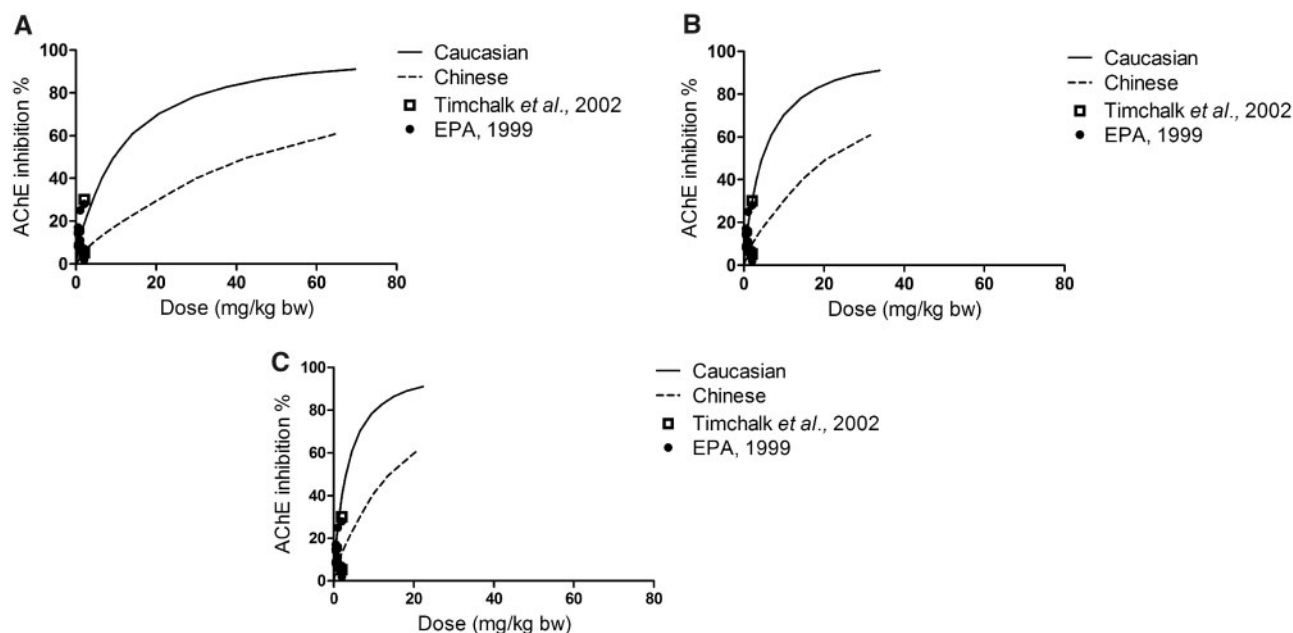 A
AChE inhibition %
100
80
60
40
20
0
0 20 40 60 80
Dose (mg/kg bw)
Caucasian
Chinese
Timchalk et al., 2002
EPA, 1999
B
AChE inhibition %
100
80
60
40
20
0
0 20 40 60 80
Dose (mg/kg bw)
Caucasian
Chinese
Timchalk et al., 2002
EPA, 1999
C
AChE inhibition %
100
80
60
40
20
0
0 20 40 60 80
Dose (mg/kg bw)
Caucasian
Chinese
Timchalk et al., 2002
EPA, 1999